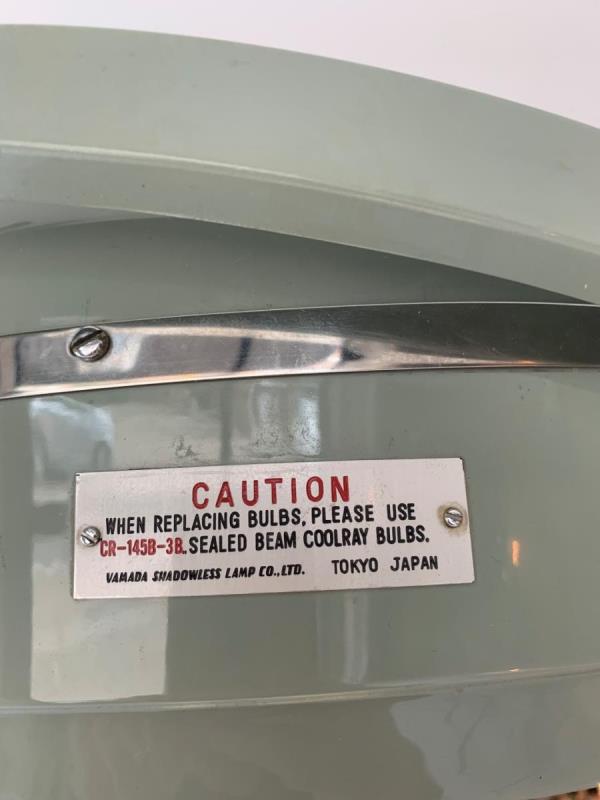 CAUTION
WHEN REPLACING BULBS, PLEASE USE
CR-145B-3B. SEALED BEAM COOLRAY BULBS.
YAMADA SHADOWLESS LAMP CO., LTD. TOKYO JAPAN